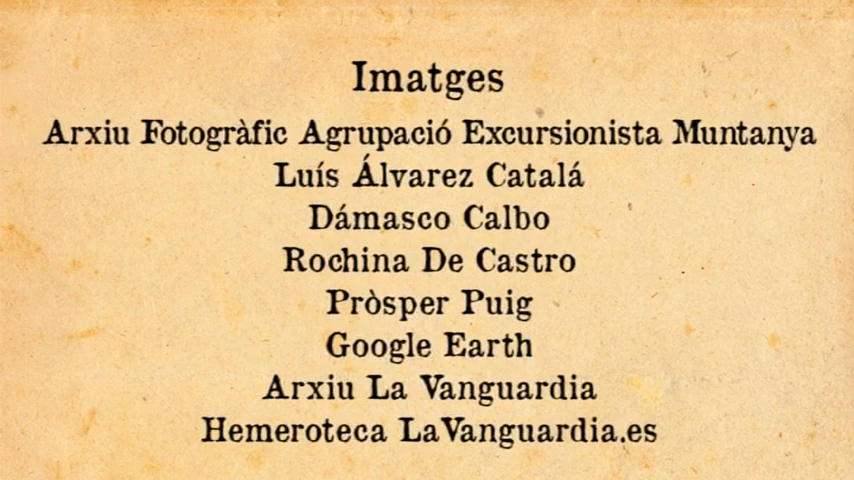 Imatges
Arxiu Fotogràfic Agrupació Excursionista Muntanya
Luís Álvarez Catalá
Dámasco Calbo
Rochina De Castro
Pròsper Puig
Google Earth
Arxiu La Vanguardia
Hemeroteca LaVanguardia.es